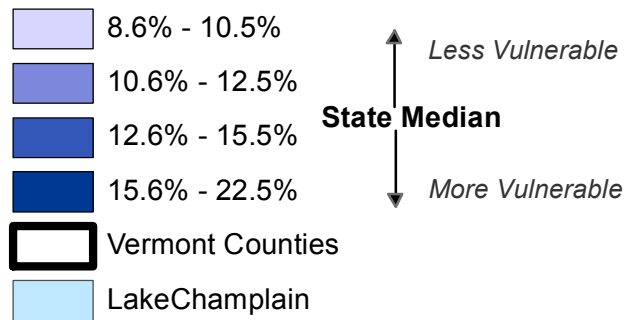 8.6% - 10.5%
Less Vulnerable
10.6% - 12.5%
State Median
12.6% - 15.5%
15.6% - 22.5%
More Vulnerable
Vermont Counties
LakeChamplain